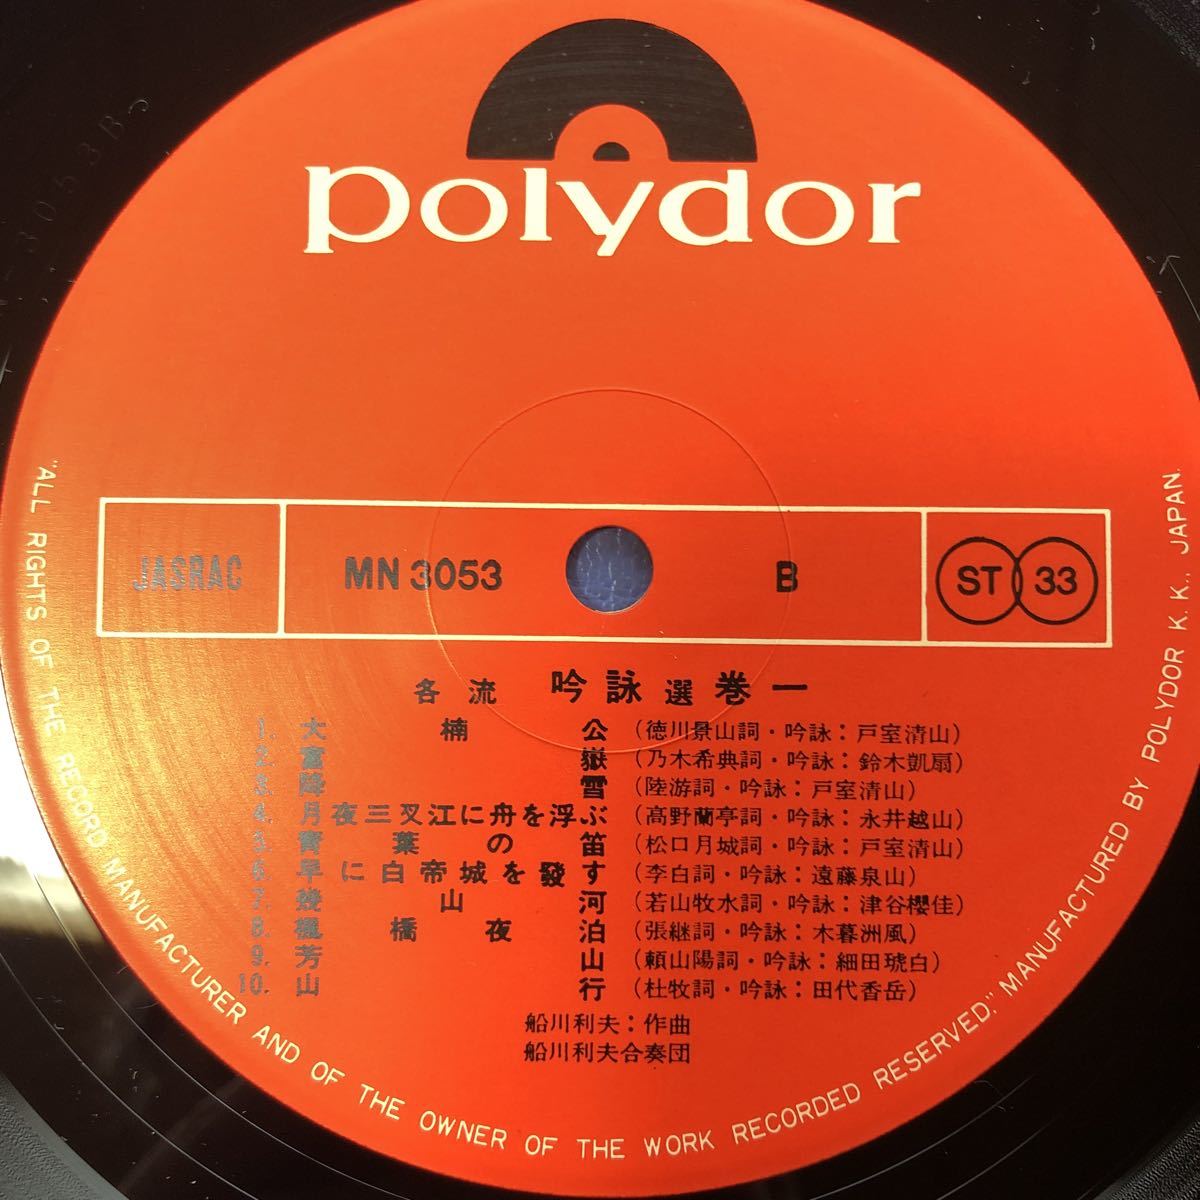 polydor
JASRAC MN 3053 B ST 33
各流 吟詠選巻一
1. 大楠公 (徳川景山詞・吟詠：戸室清山)
2. 富嶽 (乃木希典詞・吟詠：鈴木凱扇)
3. 降雪 (陸游詞・吟詠：戸室清山)
4. 月夜三叉江に舟を浮ぶ (高野蘭亭詞・吟詠：永井越山)
5. 青葉の笛 (松口月城詞・吟詠：戸室清山)
6. 早に白帝城を發す (李白詞・吟詠：遠藤泉山)
7. 幾山河 (若山牧水詞・吟詠：津谷櫻佳)
8. 楓橋夜泊 (張継詞・吟詠：木暮洲風)
9. 芳山 (頼山陽詞・吟詠：細田琥白)
10. 山行 (杜牧詞・吟詠：田代香岳)
船川利夫：作曲
船川利夫合奏団
"ALL RIGHTS OF THE RECORD MANUFACTURER AND OF THE OWNER OF THE WORK RECORDED RESERVED," MANUFACTURED BY POLYDOR K. K., JAPAN.